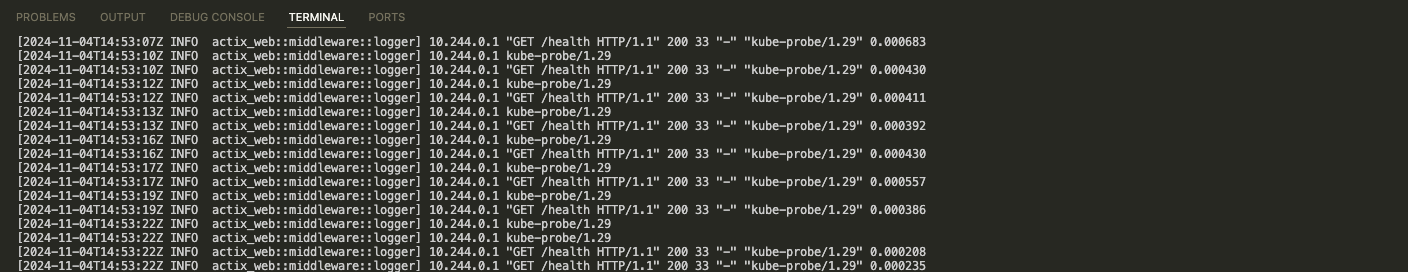 PROBLEMS OUTPUT DEBUG CONSOLE TERMINAL PORTS
[2024-11-04T14:53:07Z INFO  actix_web::middleware::logger] 10.244.0.1 "GET /health HTTP/1.1" 200 33 "-" "kube-probe/1.29" 0.000683
[2024-11-04T14:53:10Z INFO  actix_web::middleware::logger] 10.244.0.1 kube-probe/1.29
[2024-11-04T14:53:10Z INFO  actix_web::middleware::logger] 10.244.0.1 "GET /health HTTP/1.1" 200 33 "-" "kube-probe/1.29" 0.000430
[2024-11-04T14:53:12Z INFO  actix_web::middleware::logger] 10.244.0.1 kube-probe/1.29
[2024-11-04T14:53:12Z INFO  actix_web::middleware::logger] 10.244.0.1 "GET /health HTTP/1.1" 200 33 "-" "kube-probe/1.29" 0.000411
[2024-11-04T14:53:13Z INFO  actix_web::middleware::logger] 10.244.0.1 kube-probe/1.29
[2024-11-04T14:53:13Z INFO  actix_web::middleware::logger] 10.244.0.1 "GET /health HTTP/1.1" 200 33 "-" "kube-probe/1.29" 0.000392
[2024-11-04T14:53:16Z INFO  actix_web::middleware::logger] 10.244.0.1 kube-probe/1.29
[2024-11-04T14:53:16Z INFO  actix_web::middleware::logger] 10.244.0.1 "GET /health HTTP/1.1" 200 33 "-" "kube-probe/1.29" 0.000430
[2024-11-04T14:53:17Z INFO  actix_web::middleware::logger] 10.244.0.1 kube-probe/1.29
[2024-11-04T14:53:17Z INFO  actix_web::middleware::logger] 10.244.0.1 "GET /health HTTP/1.1" 200 33 "-" "kube-probe/1.29" 0.000557
[2024-11-04T14:53:19Z INFO  actix_web::middleware::logger] 10.244.0.1 kube-probe/1.29
[2024-11-04T14:53:19Z INFO  actix_web::middleware::logger] 10.244.0.1 "GET /health HTTP/1.1" 200 33 "-" "kube-probe/1.29" 0.000386
[2024-11-04T14:53:22Z INFO  actix_web::middleware::logger] 10.244.0.1 kube-probe/1.29
[2024-11-04T14:53:22Z INFO  actix_web::middleware::logger] 10.244.0.1 kube-probe/1.29
[2024-11-04T14:53:22Z INFO  actix_web::middleware::logger] 10.244.0.1 "GET /health HTTP/1.1" 200 33 "-" "kube-probe/1.29" 0.000208
[2024-11-04T14:53:22Z INFO  actix_web::middleware::logger] 10.244.0.1 "GET /health HTTP/1.1" 200 33 "-" "kube-probe/1.29" 0.000235